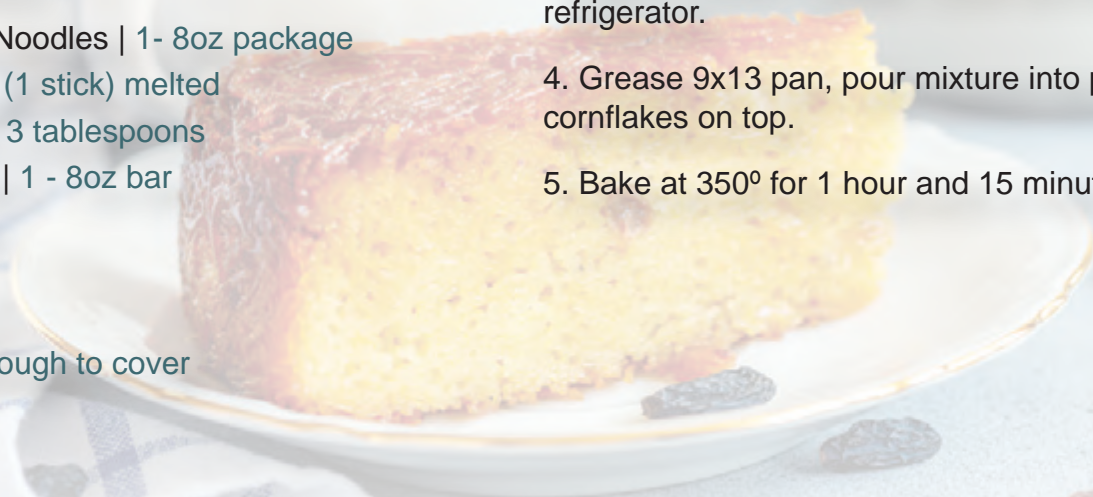 Noodles | 1- 8oz package
(1 stick) melted
3 tablespoons
| 1 - 8oz bar
ough to cover
refrigerator.
4. Grease 9x13 pan, pour mixture into
cornflakes on top.
5. Bake at 350º for 1 hour and 15 minu